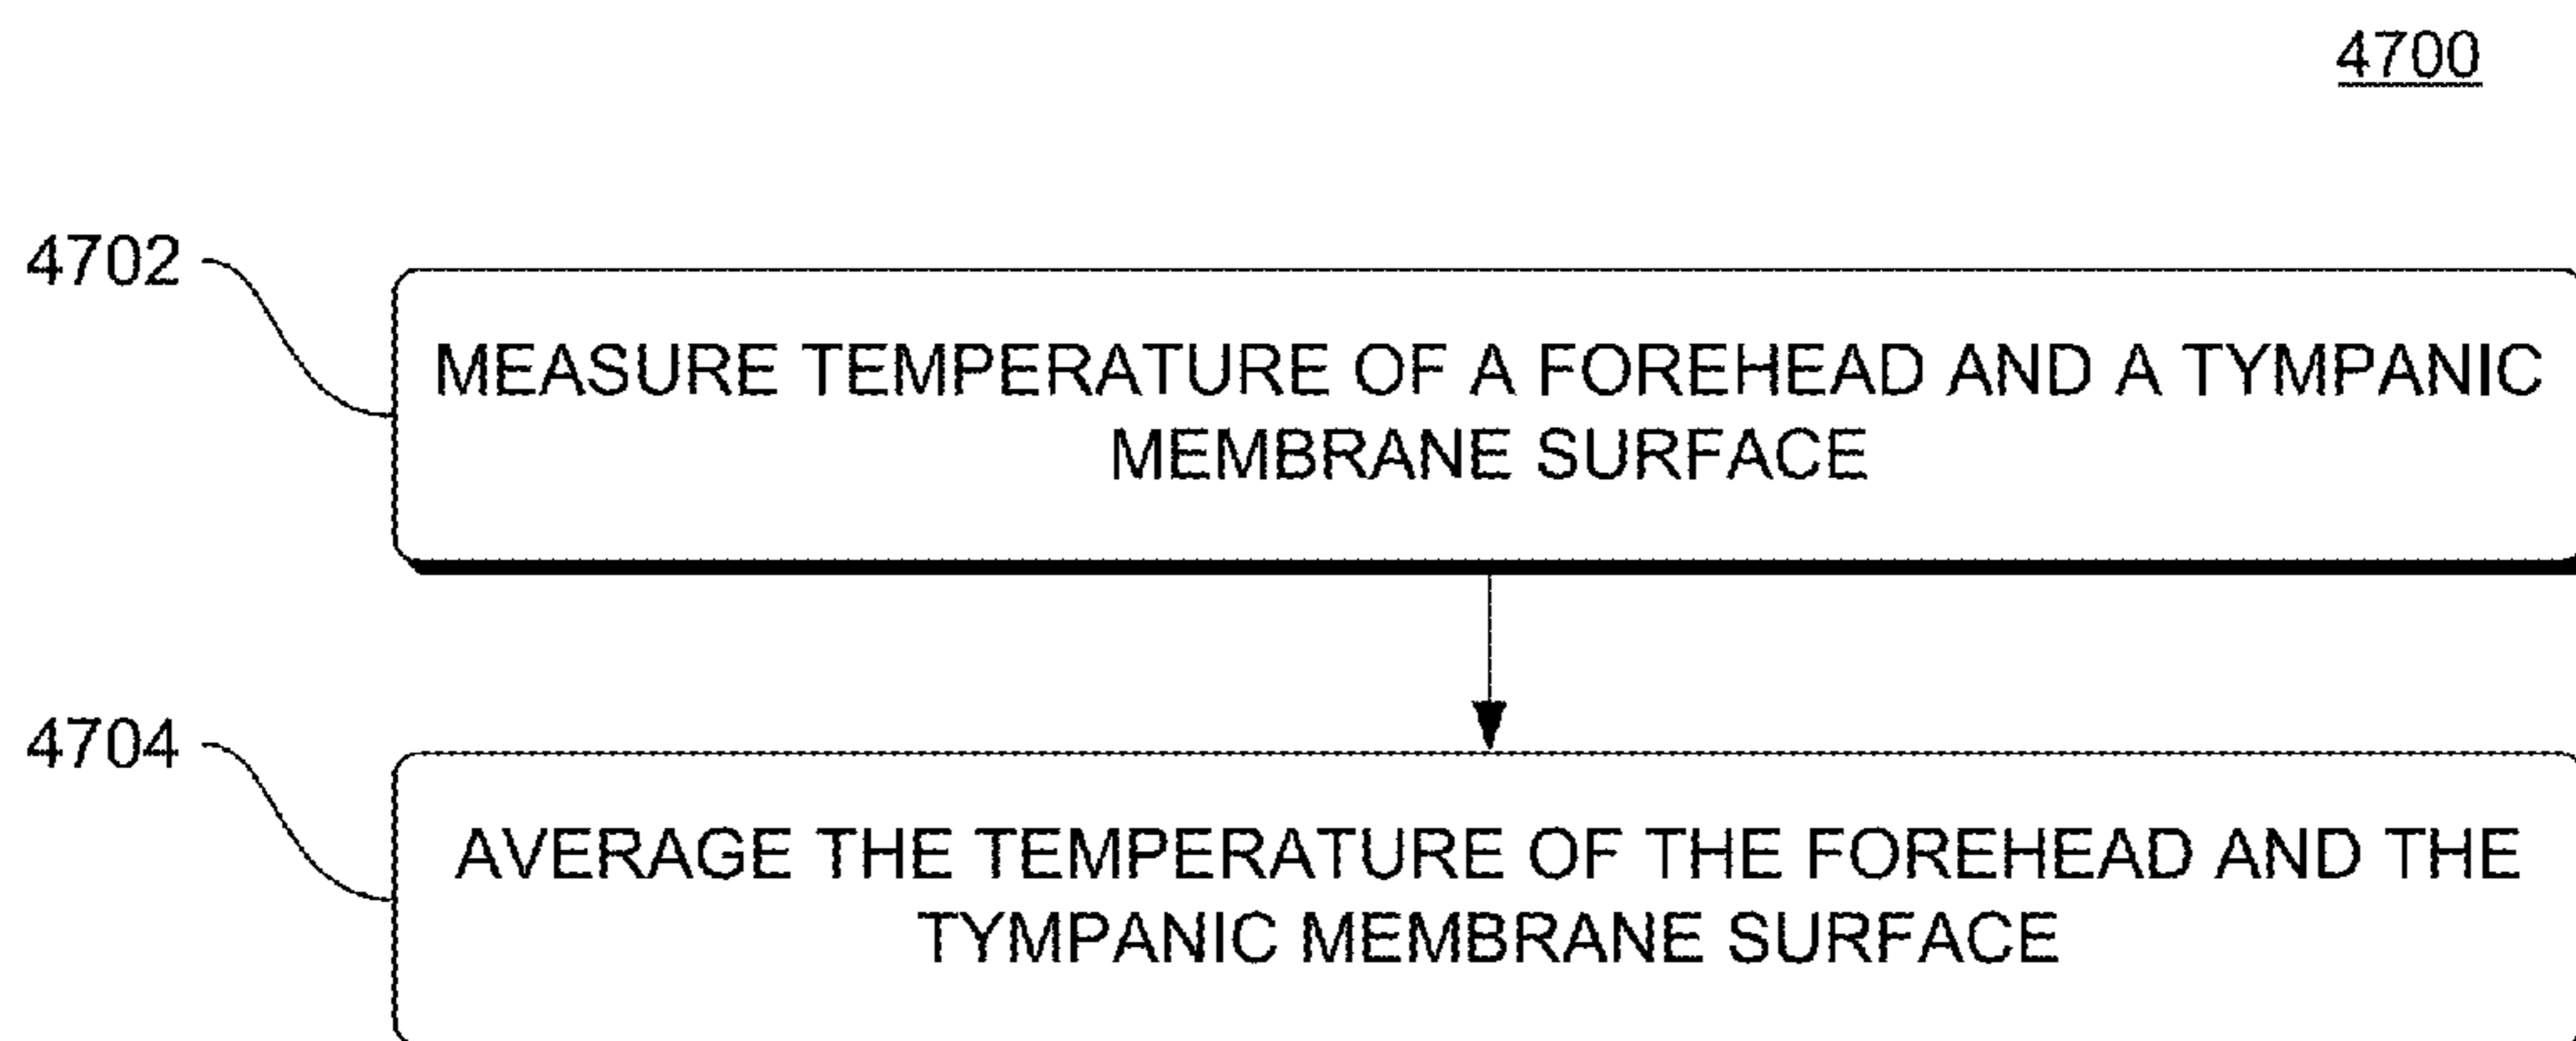 4700
4702
MEASURE TEMPERATURE OF A FOREHEAD AND A TYMPANIC
MEMBRANE SURFACE
4704
AVERAGE THE TEMPERATURE OF THE FOREHEAD AND THE
TYMPANIC MEMBRANE SURFACE